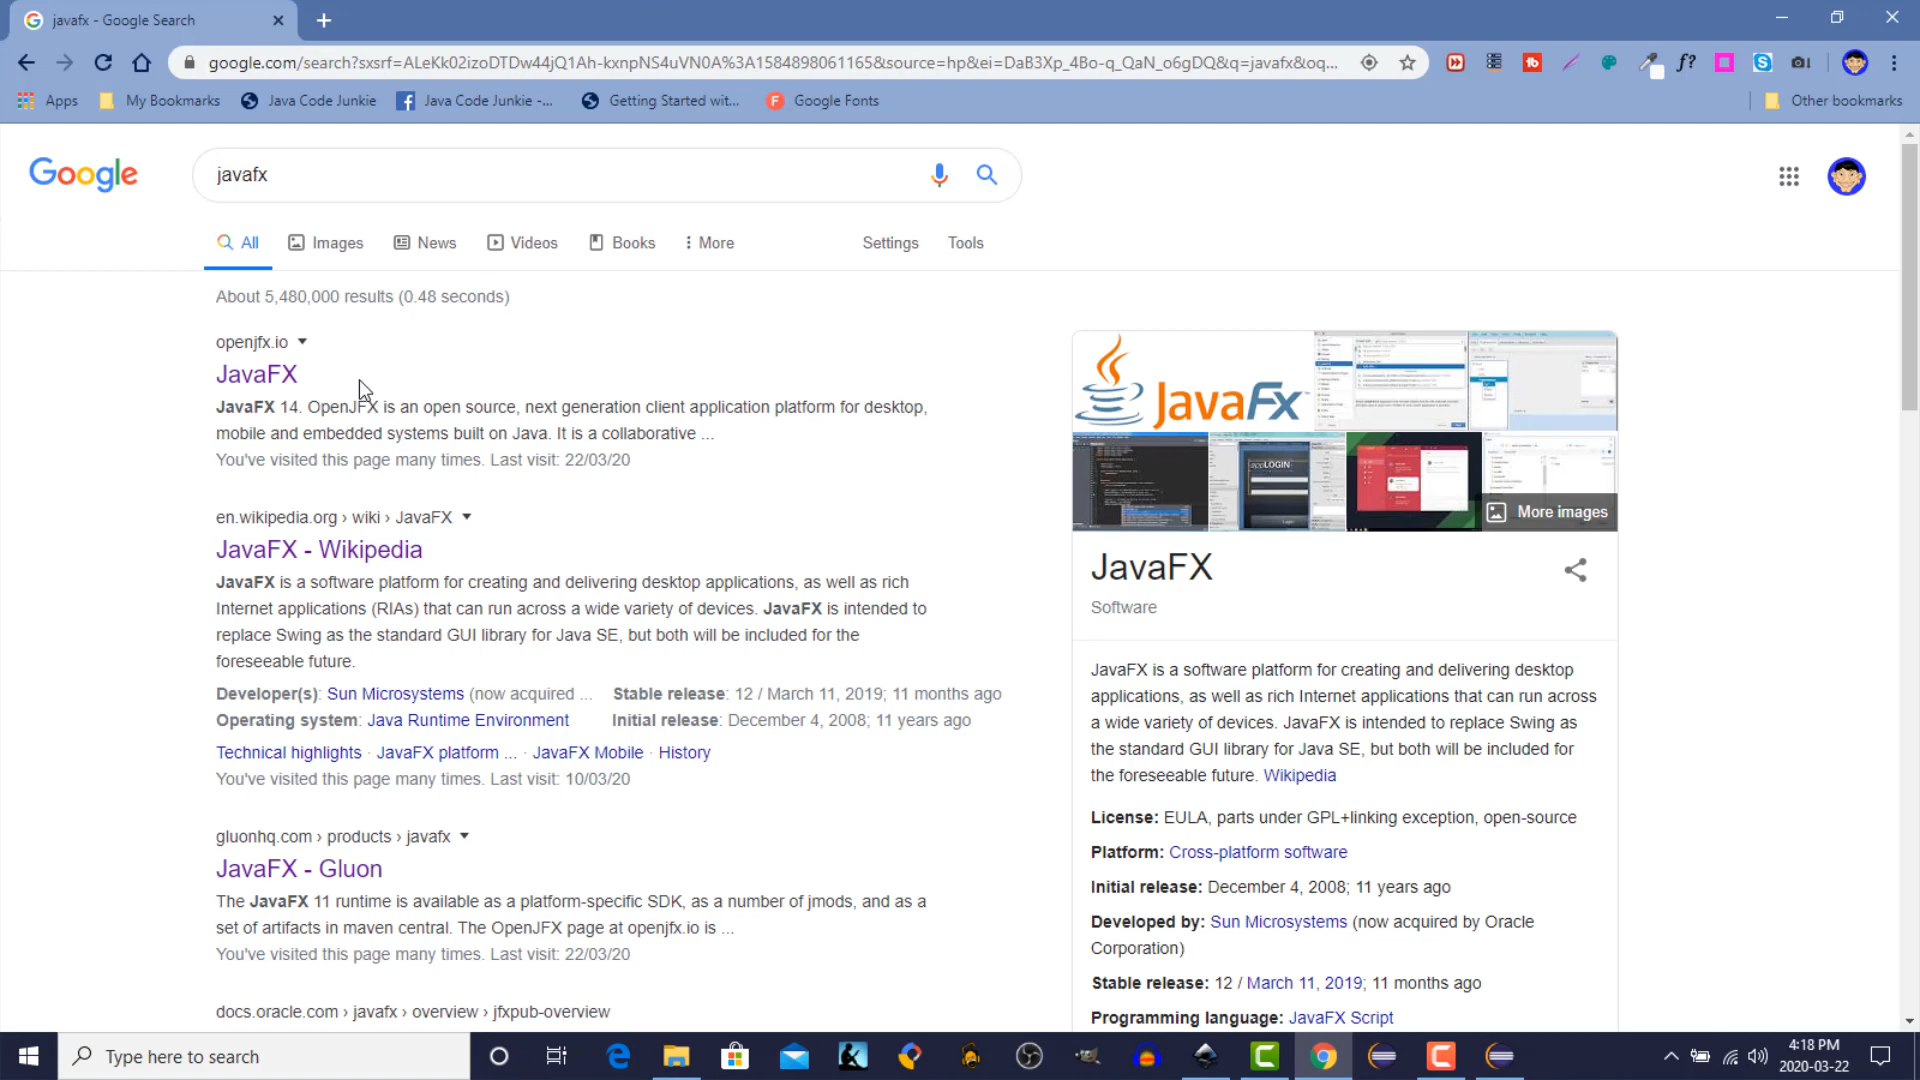 javafx - Google Search
google.com/search?sxsrf=ALeKk02izoDTDw44jQ1Ah-kxnpNS4uVN0A%3A1584898061165&source=hp&ei=DaB3Xp_4Bo-q_QaN_o6gDQ&q=javafx&oq...
Apps My Bookmarks Java Code Junkie Java Code Junkie -... Getting Started wit... Google Fonts Other bookmarks
Google javafx
All Images News Videos Books More Settings Tools
About 5,480,000 results (0.48 seconds)
openjfx.io
JavaFX
JavaFX 14. OpenJFX is an open source, next generation client application platform for desktop,
mobile and embedded systems built on Java. It is a collaborative ...
You've visited this page many times. Last visit: 22/03/20
en.wikipedia.org › wiki › JavaFX
JavaFX - Wikipedia
JavaFX is a software platform for creating and delivering desktop applications, as well as rich
Internet applications (RIAs) that can run across a wide variety of devices. JavaFX is intended to
replace Swing as the standard GUI library for Java SE, but both will be included for the
foreseeable future.
Developer(s): Sun Microsystems (now acquired ... Stable release: 12 / March 11, 2019; 11 months ago
Operating system: Java Runtime Environment Initial release: December 4, 2008; 11 years ago
Technical highlights · JavaFX platform ... · JavaFX Mobile · History
You've visited this page many times. Last visit: 10/03/20
gluonhq.com › products › javafx
JavaFX - Gluon
The JavaFX 11 runtime is available as a platform-specific SDK, as a number of jmods, and as a
set of artifacts in maven central. The OpenJFX page at openjfx.io is ...
You've visited this page many times. Last visit: 22/03/20
docs.oracle.com › javafx › overview › jfxpub-overview
JavaFx
appLOGIN
Login
More images
JavaFX
Software
JavaFX is a software platform for creating and delivering desktop
applications, as well as rich Internet applications that can run across
a wide variety of devices. JavaFX is intended to replace Swing as
the standard GUI library for Java SE, but both will be included for
the foreseeable future. Wikipedia
License: EULA, parts under GPL+linking exception, open-source
Platform: Cross-platform software
Initial release: December 4, 2008; 11 years ago
Developed by: Sun Microsystems (now acquired by Oracle
Corporation)
Stable release: 12 / March 11, 2019; 11 months ago
Programming language: JavaFX Script
Type here to search
4:18 PM
2020-03-22